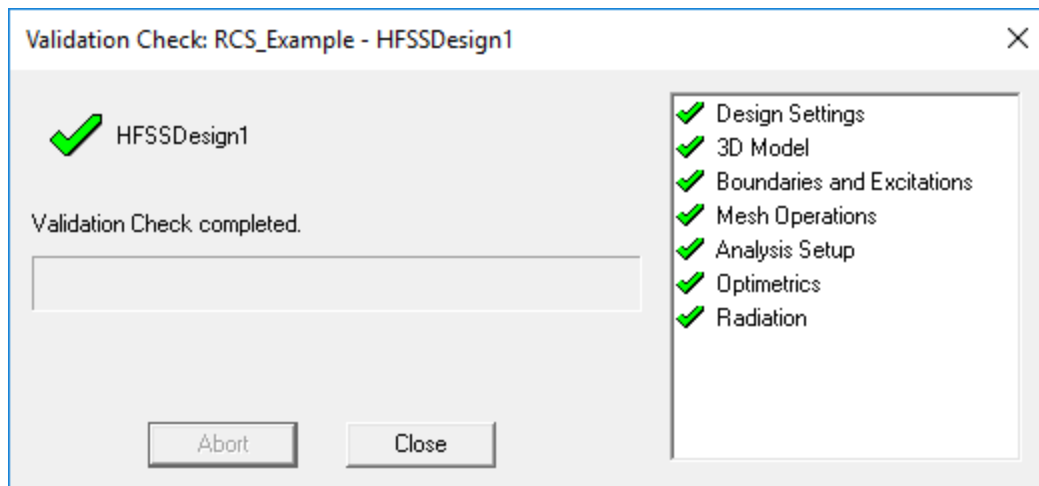 Validation Check: RCS_Example - HFSSDesign1
HFSSDesign1
Validation Check completed.
Abort
Close
Design Settings
3D Model
Boundaries and Excitations
Mesh Operations
Analysis Setup
Optimetrics
Radiation